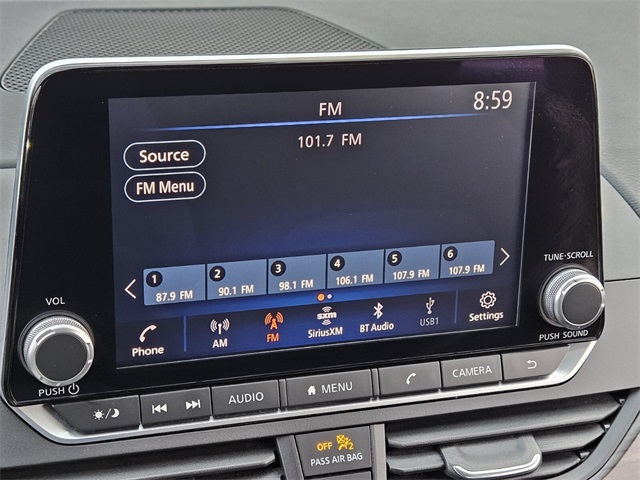 FM
8:59
101.7 FM
Source
FM Menu
1 2 3 4 5 6
87.9 FM 90.1 FM 98.1 FM 106.1 FM 107.9 FM 107.9 FM
Phone AM FM SiriusXM BT Audio USB1 Settings
sxm
VOL
PUSH
TUNE·SCROLL
PUSH SOUND
AUDIO MENU CAMERA
OFF
2
PASS AIR BAG